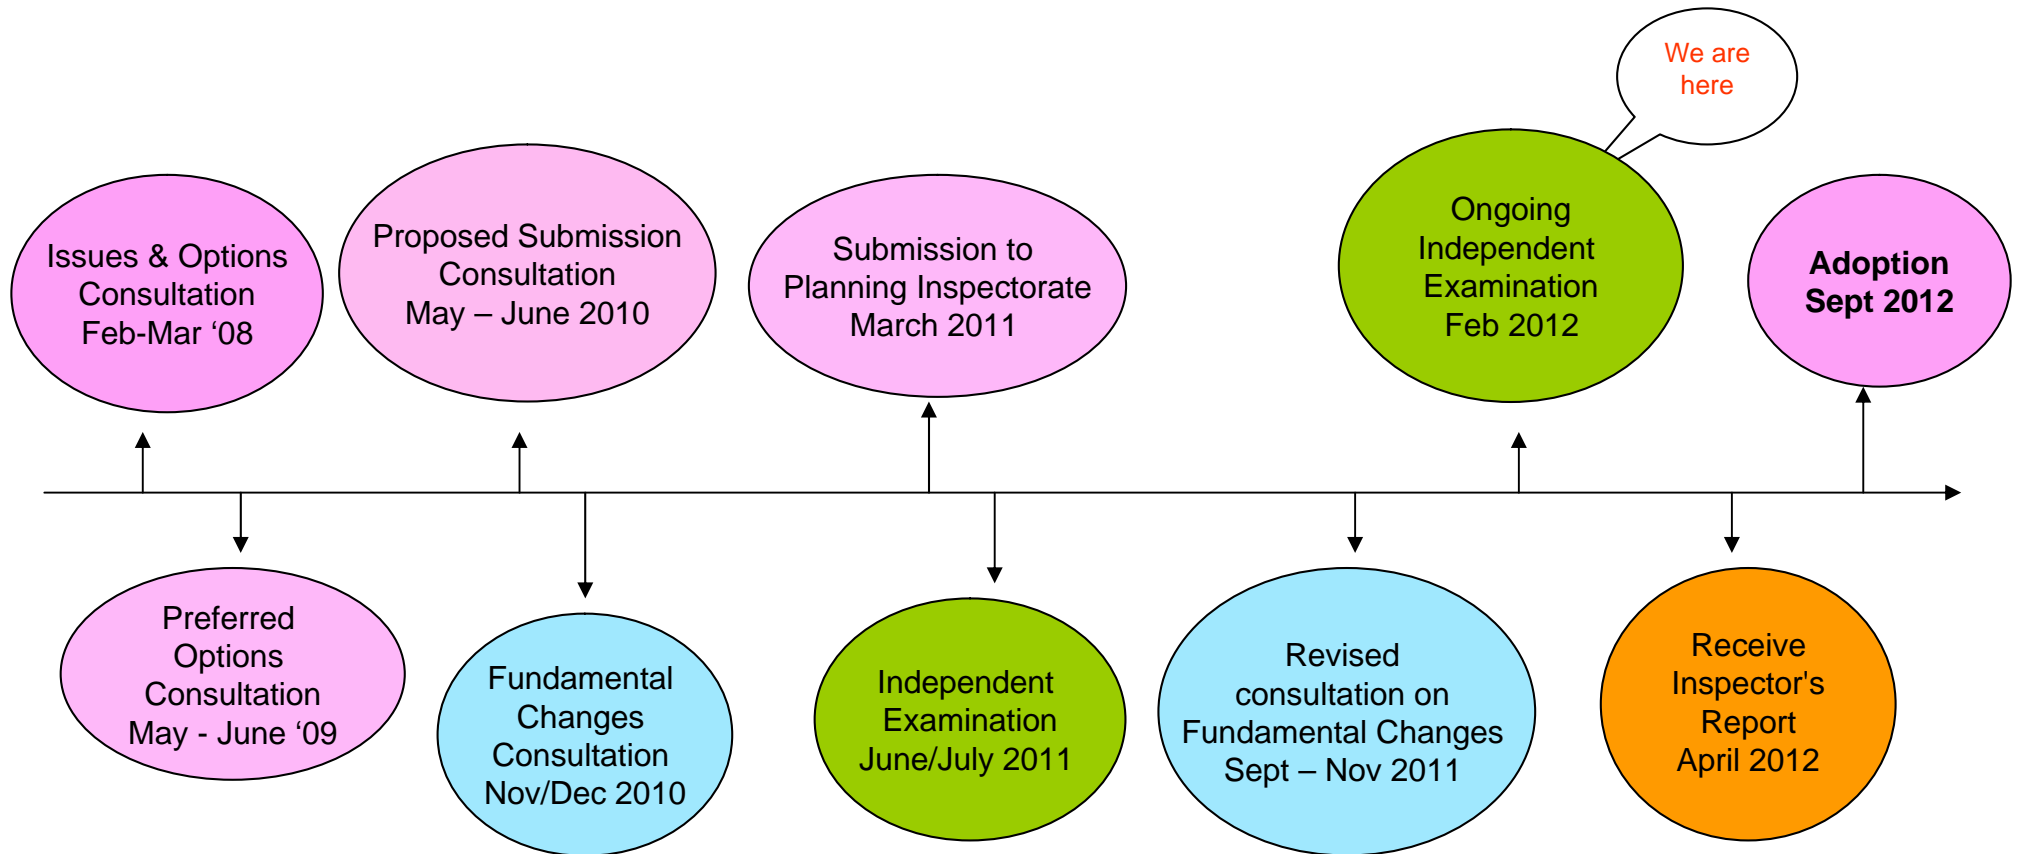 We are
here
Issues & Options
Consultation
Feb-Mar ‘08
Proposed Submission
Consultation
May – June 2010
Submission to
Planning Inspectorate
March 2011
Ongoing
Independent
Examination
Feb 2012
Adoption
Sept 2012
Preferred
Options
Consultation
May - June ‘09
Fundamental
Changes
Consultation
Nov/Dec 2010
Independent
Examination
June/July 2011
Revised
consultation on
Fundamental Changes
Sept – Nov 2011
Receive
Inspector's
Report
April 2012